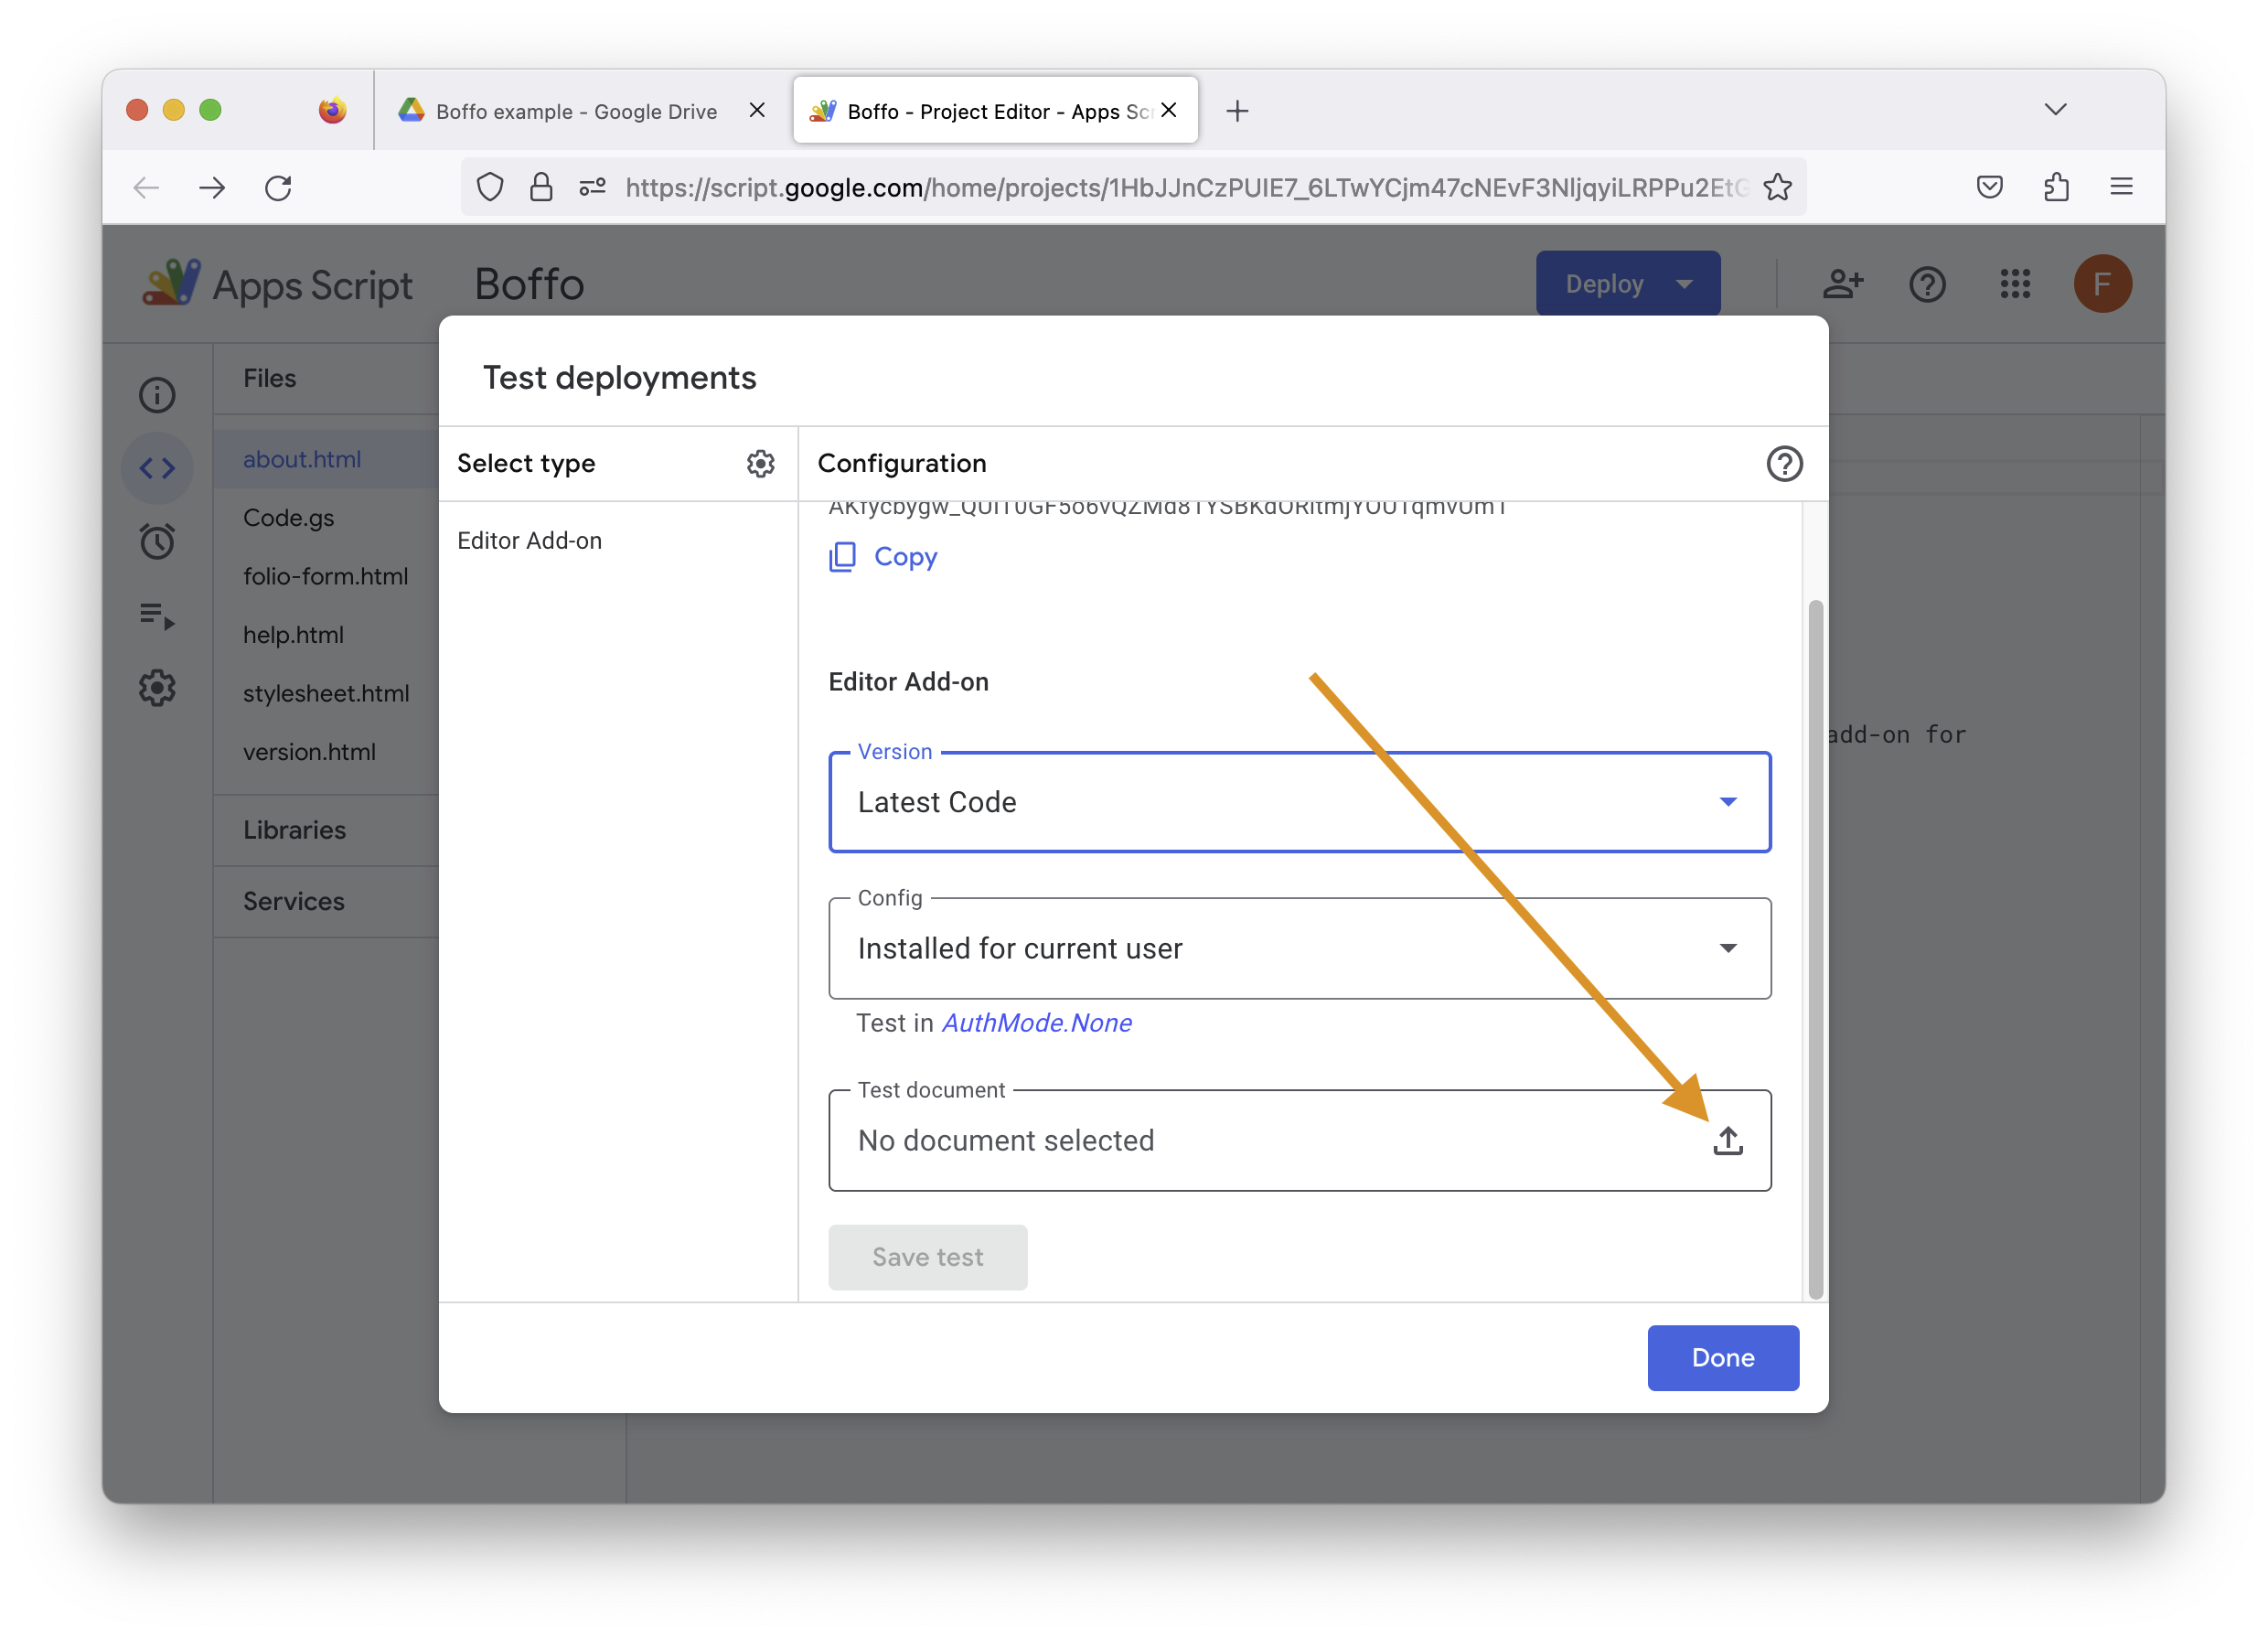 Boffo example - Google Drive
Boffo - Project Editor - Apps Scr
https://script.google.com/home/projects/1HbJJnCzPUIE7_6LTwYCjm47cNEvF3NljqyiLRPPu2EtG
Apps Script
Boffo
Deploy
F
Test deployments
Files
Select type
Configuration
about.html
Code.gs
folio-form.html
help.html
stylesheet.html
version.html
Libraries
Services
Editor Add-on
Copy
Editor Add-on
add-on for
Version
Latest Code
Config
Installed for current user
Test in AuthMode.None
Test document
No document selected
Save test
Done